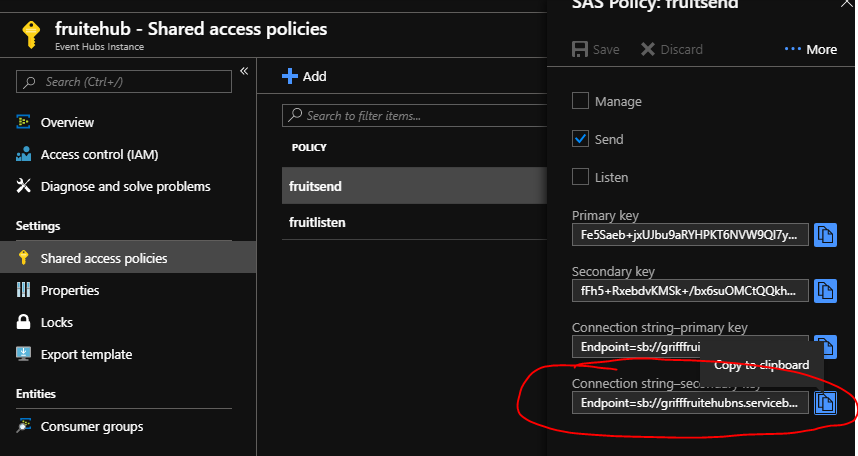 fruitehub - Shared access policies
Event Hubs Instance
Search (Ctrl+/)
«
Overview
Access control (IAM)
Diagnose and solve problems
Settings
Shared access policies
Properties
Locks
Export template
Entities
Consumer groups
+ Add
Search to filter items...
POLICY
fruitsend
fruitlisten
SAS Policy: fruitsend
Save
Discard
... More
Manage
Send
Listen
Primary key
Fe5Saeb+jxUJbu9aRYHPKT6NVW9QI7y...
Secondary key
fFh5+RxebdvKMSk+/bx6suOMCtQQkh...
Connection string–primary key
Endpoint=sb://grifffrui
Copy to clipboard
Connection string–secondary key
Endpoint=sb://grifffruitehubns.serviceb...